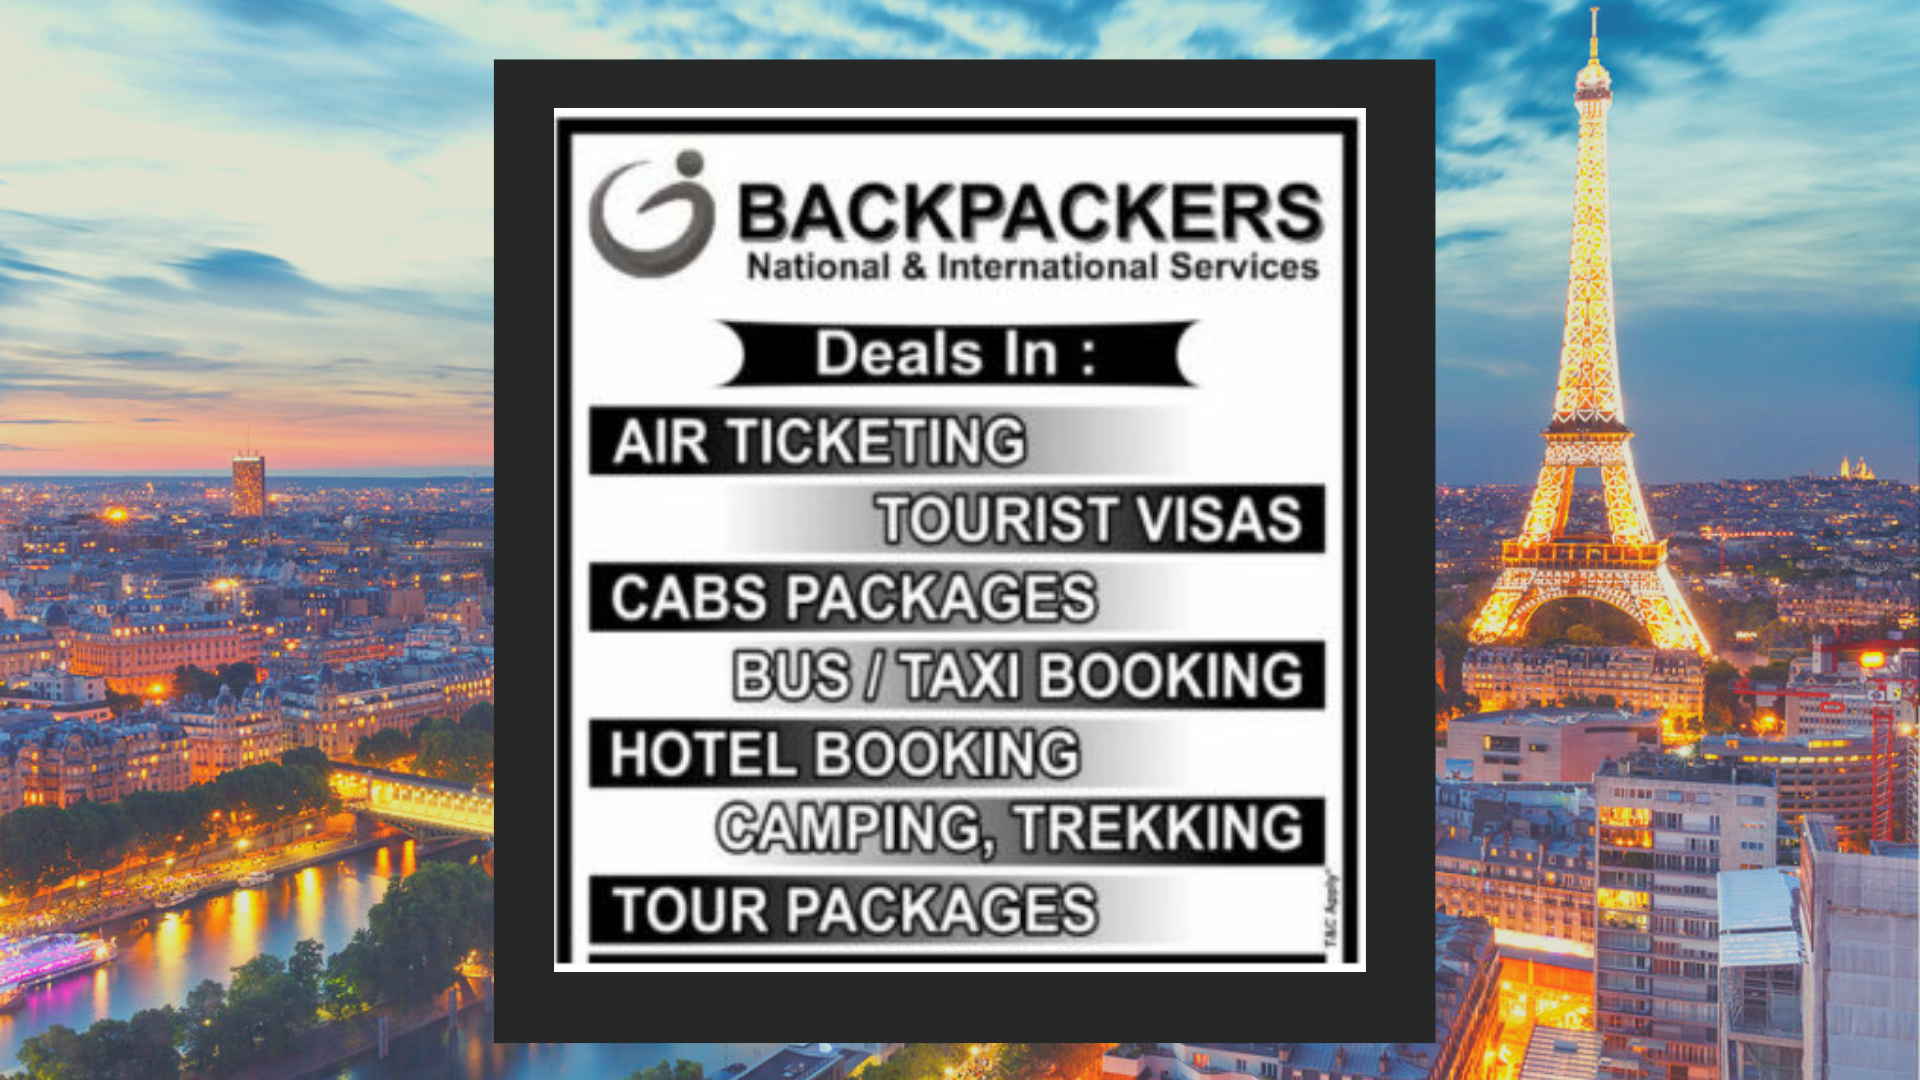 BACKPACKERS
National & International Services
Deals In :
AIR TICKETING
TOURIST VISAS
CABS PACKAGES
BUS / TAXI BOOKING
HOTEL BOOKING
CAMPING, TREKKING
TOUR PACKAGES
T&C Apply*